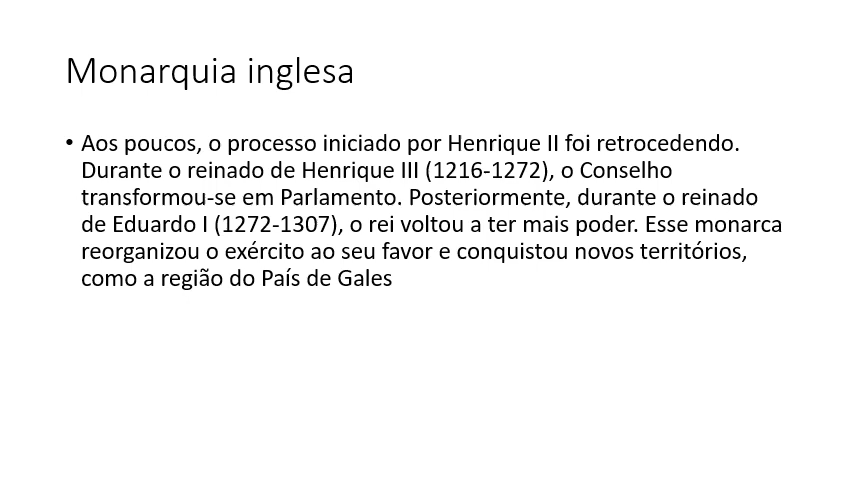 Monarquia inglesa
• Aos poucos, o processo iniciado por Henrique II foi retrocedendo.
Durante o reinado de Henrique III (1216-1272), o Conselho
transformou-se em Parlamento. Posteriormente, durante o reinado
de Eduardo I (1272-1307), o rei voltou a ter mais poder. Esse monarca
reorganizou o exército ao seu favor e conquistou novos territórios,
como a região do País de Gales